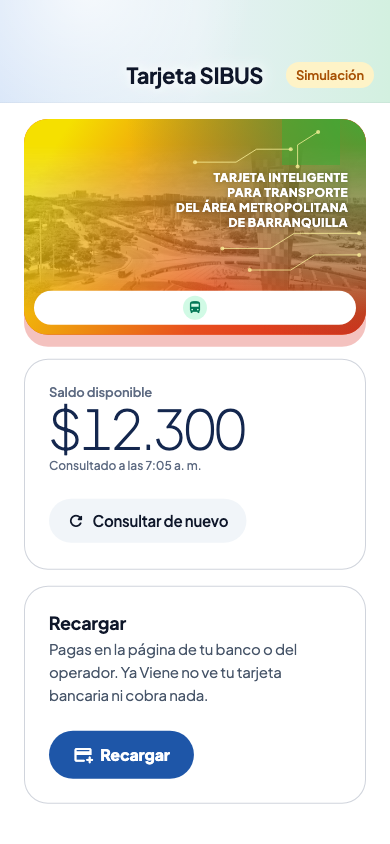 Tarjeta SIBUS
Simulación
TARJETA INTELIGENTE
PARA TRANSPORTE
DEL ÁREA METROPOLITANA
DE BARRANQUILLA
Saldo disponible
$12.300
Consultado a las 7:05 a. m.
Consultar de nuevo
Recargar
Pagas en la página de tu banco o del
operador. Ya Viene no ve tu tarjeta
bancaria ni cobra nada.
Recargar